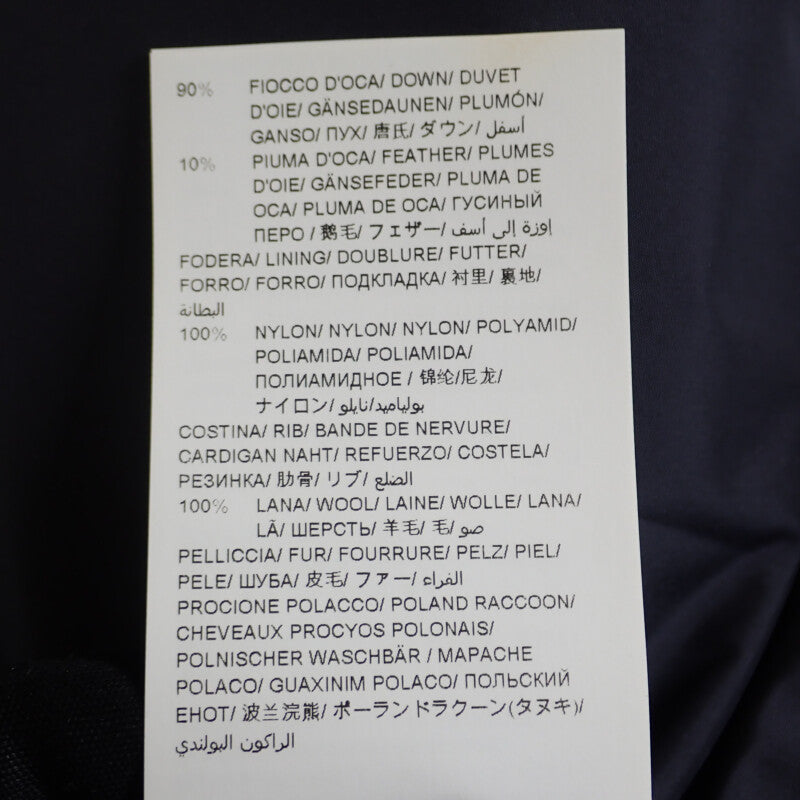 90% FIOCCO D'OCA/ DOWN/ DUVET
D'OIE/ GÄNSEDAUNEN/ PLUMÓN/
GANSO/ ПУХ/ 唐氏/ ダウン/ أسفل
10% PIUMA D'OCA/ FEATHER/ PLUMES
D'OIE/ GÄNSEFEDER/ PLUMA DE
OCA/ PLUMA DE OCA/ ГУСИНЫЙ
ПЕРО / 鹅毛/ フェザー/ إوزة إلى أسف
FODERA/ LINING/ DOUBLURE/ FUTTER/
FORRO/ FORRO/ ПОДКЛАДКА/ 衬里/ 裏地/
البطانة
100% NYLON/ NYLON/ NYLON/ POLYAMID/
POLIAMIDA/ POLIAMIDA/
ПОЛИАМИДНОЕ / 锦纶/尼龙/
ナイロン/ بولياميد/نايلو
COSTINA/ RIB/ BANDE DE NERVURE/
CARDIGAN NAHT/ REFUERZO/ COSTELA/
РЕЗИНКА/ 肋骨/ リブ/ الضلع
100% LANA/ WOOL/ LAINE/ WOLLE/ LANA/
LÃ/ ШЕРСТЬ/ 羊毛/ 毛/ صو
PELLICCIA/ FUR/ FOURRURE/ PELZ/ PIEL/
PELE/ ШУБА/ 皮毛/ ファー/ الفراء
PROCIONE POLACCO/ POLAND RACCOON/
CHEVEAUX PROCYOS POLONAIS/
POLNISCHER WASCHBÄR / MAPACHE
POLACO/ GUAXINIM POLACO/ ПОЛЬСКИЙ
ЕНОТ/ 波兰浣熊/ ポーランドラクーン(タヌキ)/
الراكون البولندي